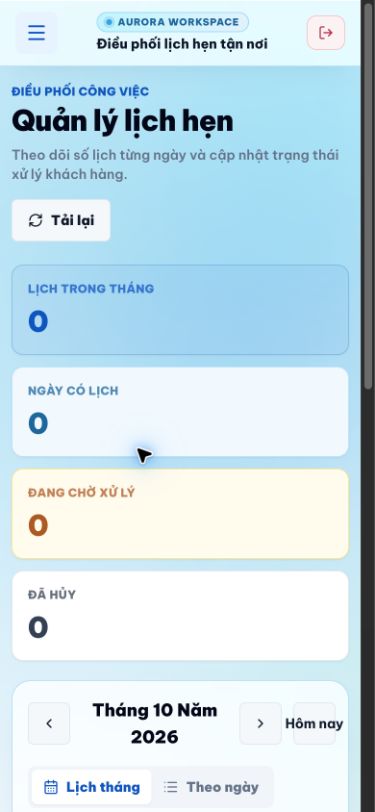 AURORA WORKSPACE
Điều phối lịch hẹn tận nơi
ĐIỀU PHỐI CÔNG VIỆC
Quản lý lịch hẹn
Theo dõi số lịch từng ngày và cập nhật trạng thái
xử lý khách hàng.
Tải lại
LỊCH TRONG THÁNG
0
NGÀY CÓ LỊCH
0
ĐANG CHỜ XỬ LÝ
0
ĐÃ HỦY
0
Tháng 10 Năm
2026
Hôm nay
Lịch tháng
Theo ngày